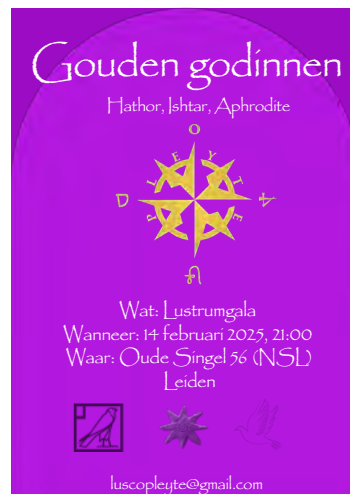 Gouden godinnen
Hathor, Ishtar, Aphrodite
O
PLEYTE
D
Wat: Lustrumgala
Wanneer: 14 februari 2025, 21:00
Waar: Oude Singel 56 (NSL)
Leiden
luscopleyte@gmail.com